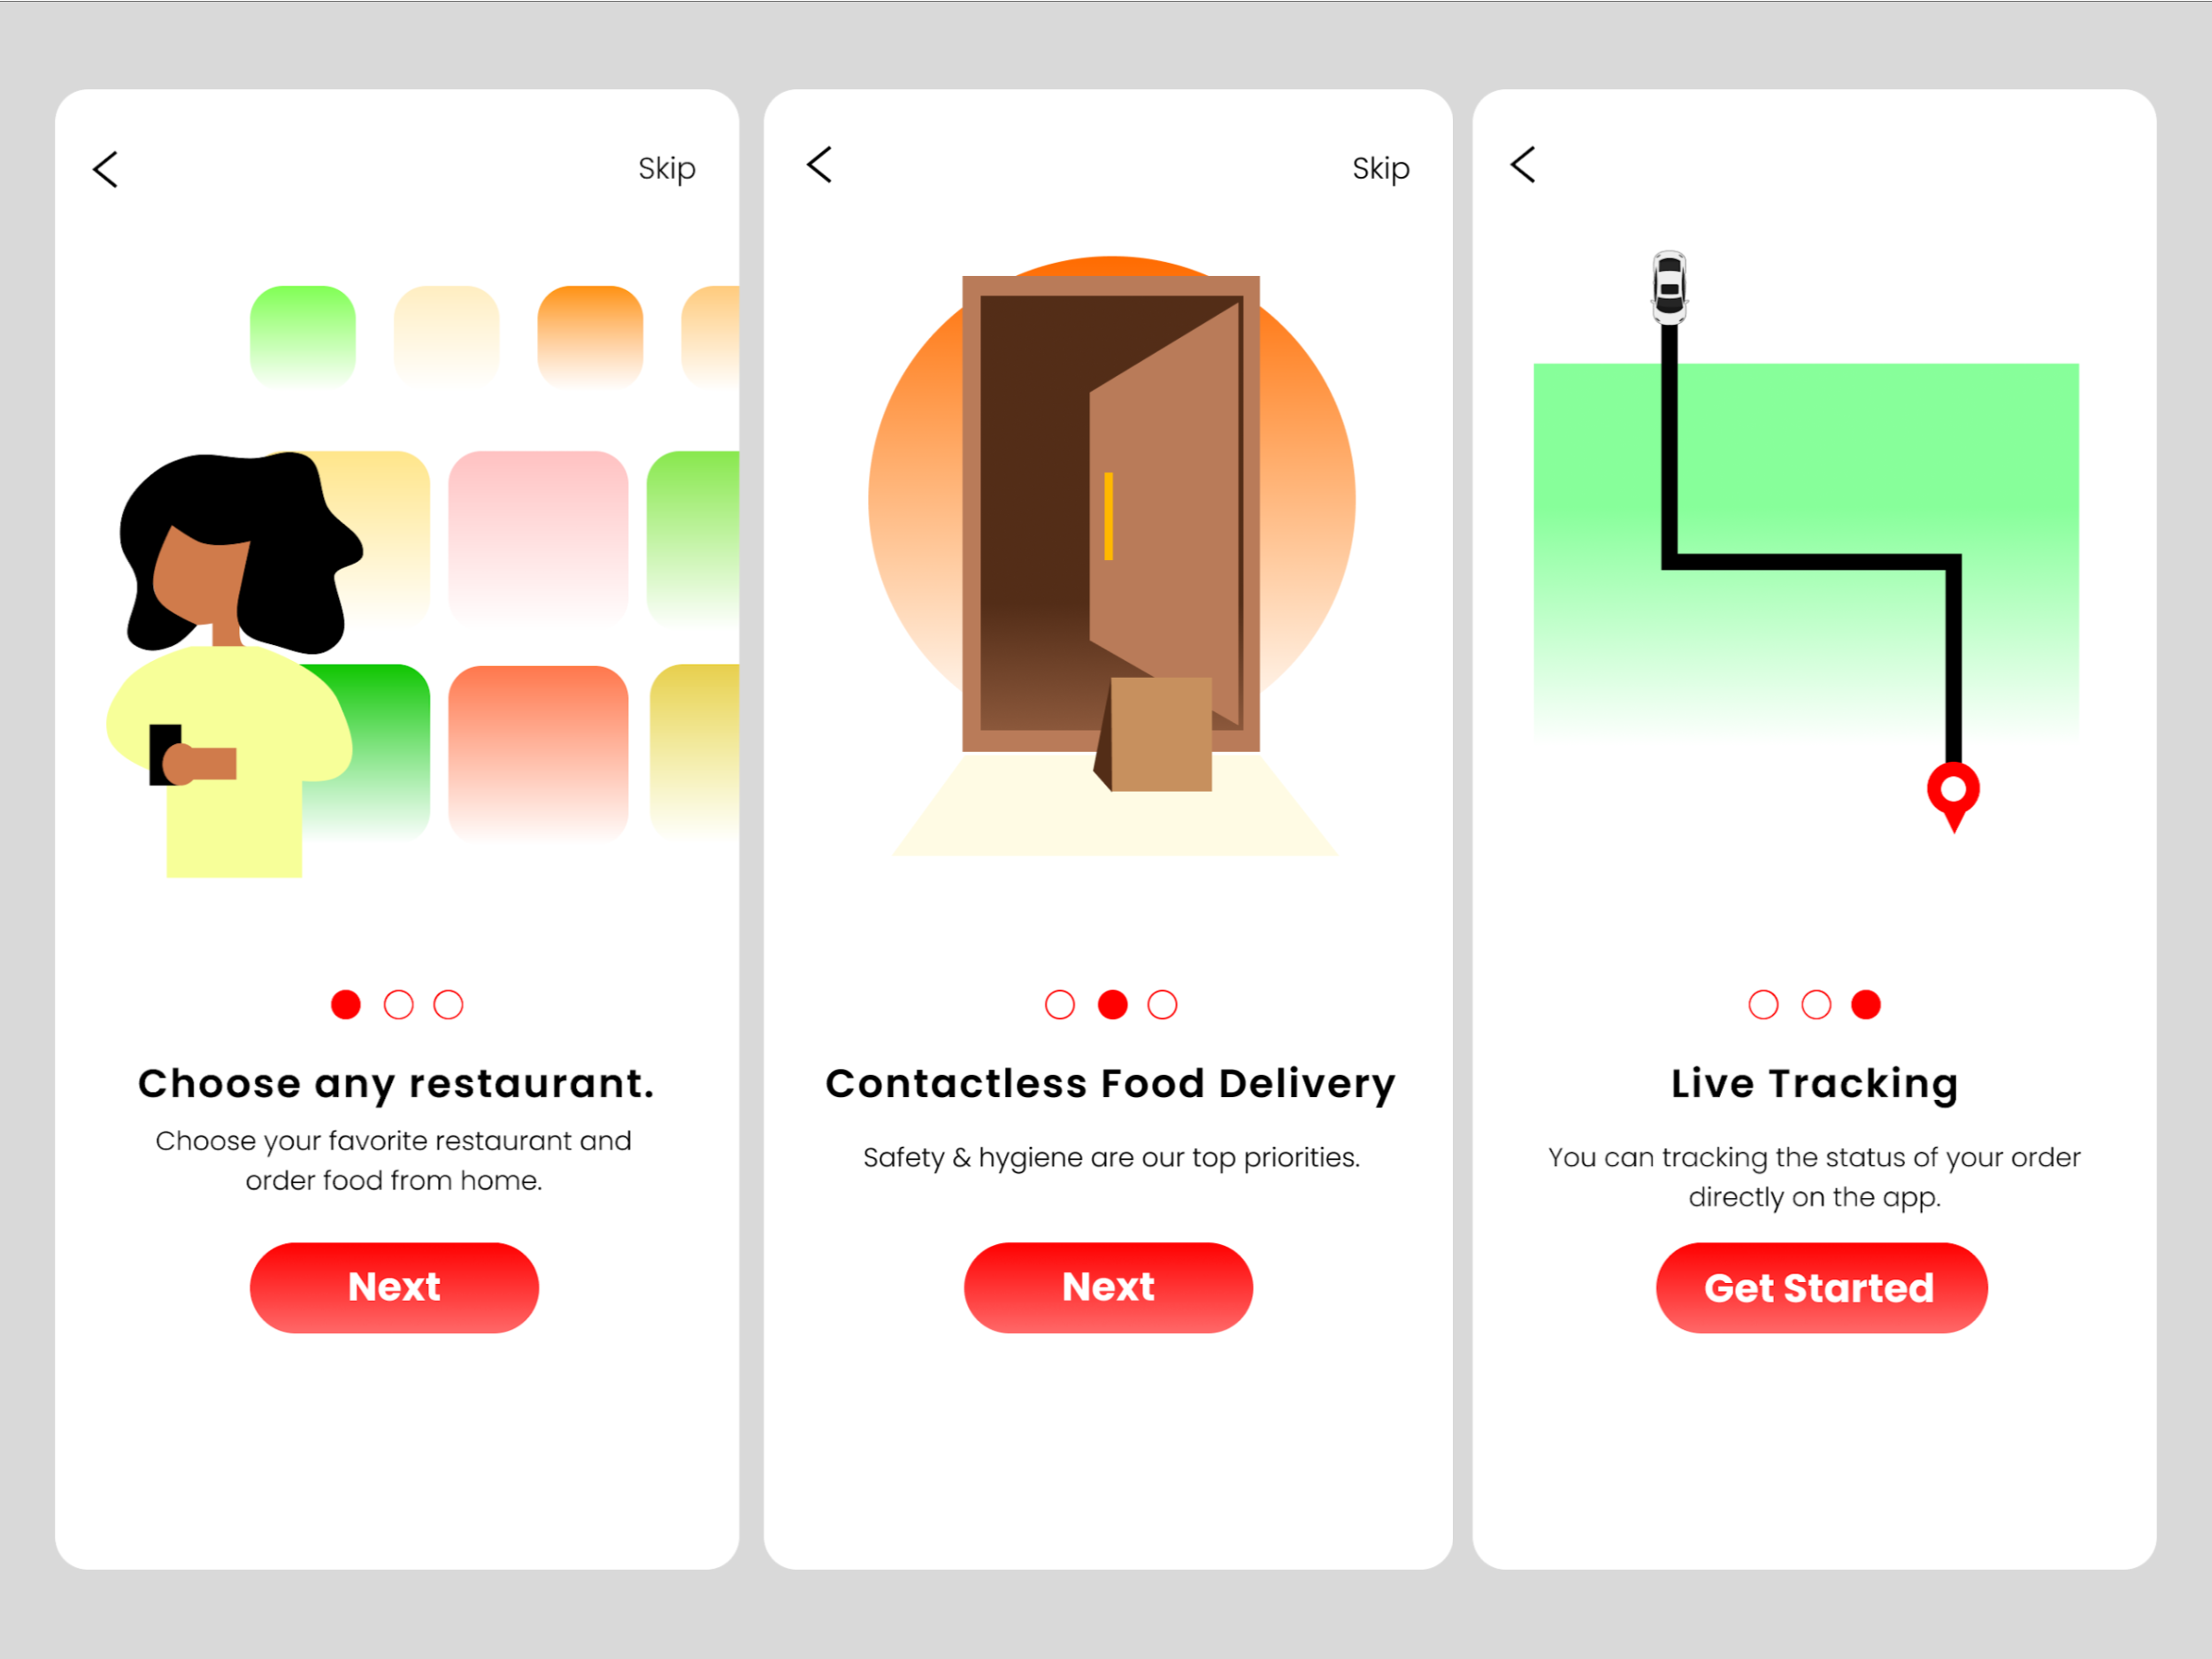 Skip
Choose any restaurant.
Choose your favorite restaurant and
order food from home.
Next
Skip
Contactless Food Delivery
Safety & hygiene are our top priorities.
Next
Live Tracking
You can tracking the status of your order
directly on the app.
Get Started